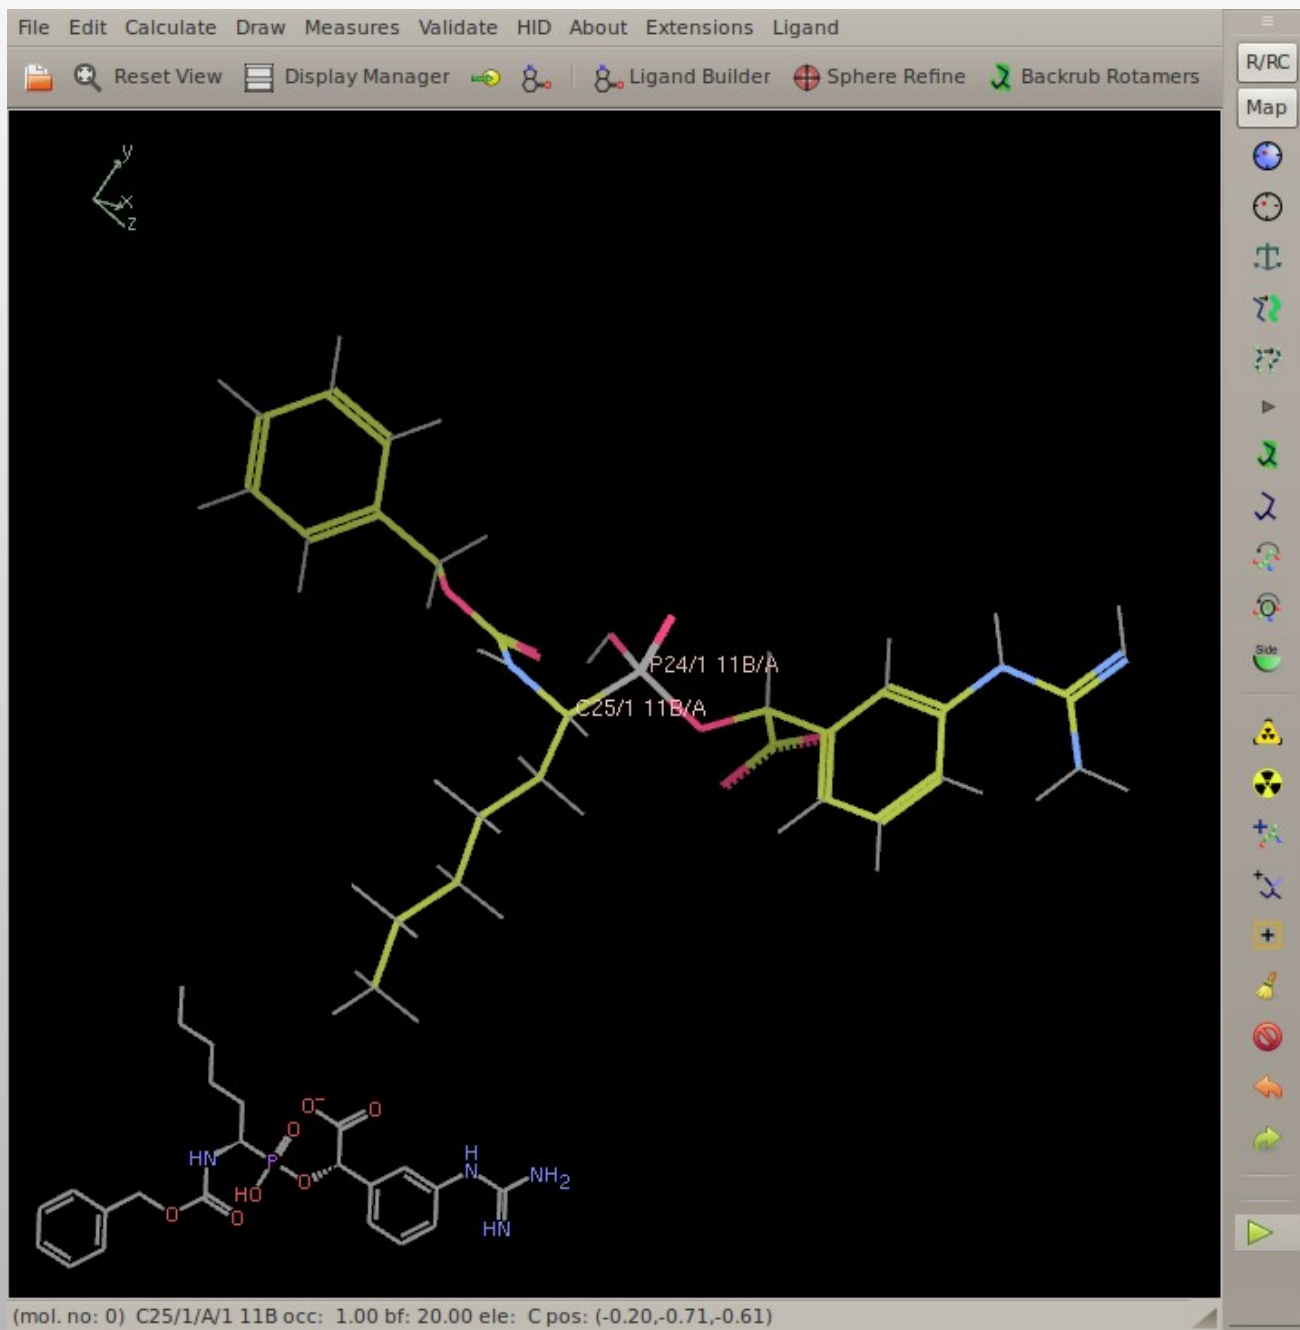 File Edit Calculate Draw Measures Validate HID About Extensions Ligand
Reset View Display Manager Ligand Builder Sphere Refine Backrub Rotamers
R/RC
Map
Side
y
x
z
P24/1 11B/A
C25/1 11B/A
O⁻ O
O
HN P H
N NH₂
HO O
O O HN
(mol. no: 0) C25/1/A/1 11B occ: 1.00 bf: 20.00 ele: C pos: (-0.20,-0.71,-0.61)